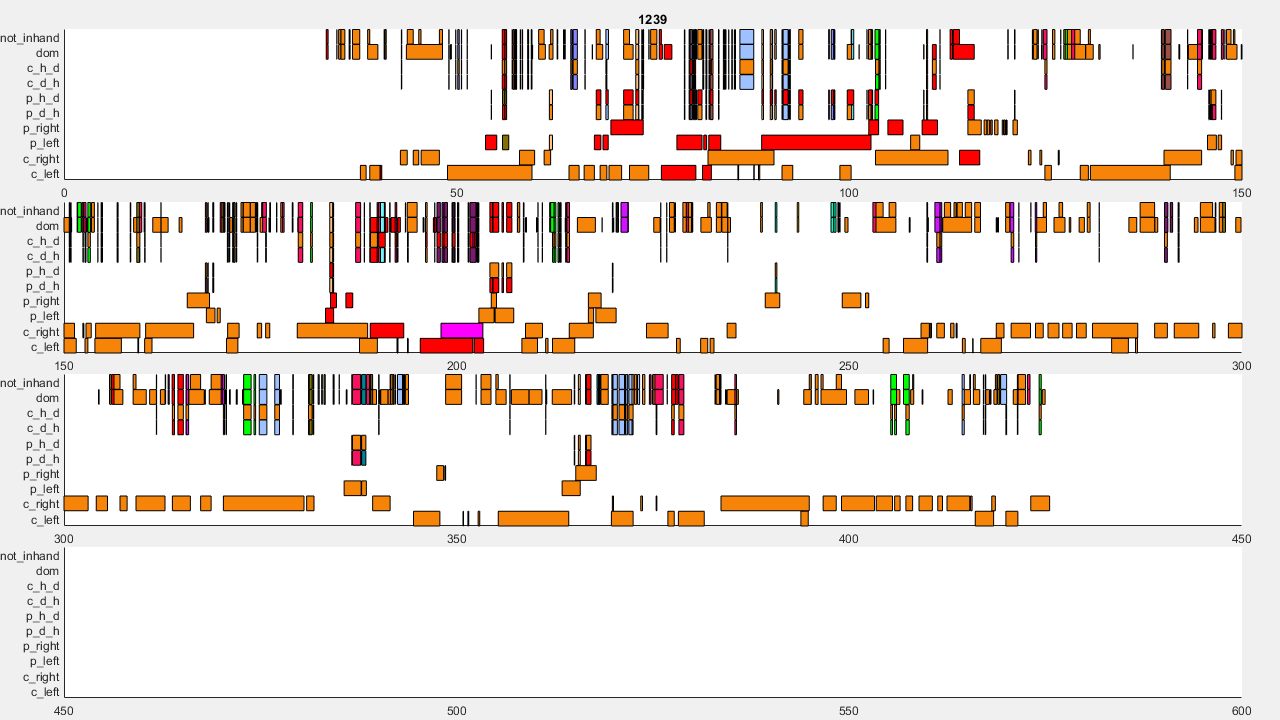 1239
not_inhand
dom
c_h_d
c_d_h
p_h_d
p_d_h
p_right
p_left
c_right
c_left
0 50 100 150
not_inhand
dom
c_h_d
c_d_h
p_h_d
p_d_h
p_right
p_left
c_right
c_left
150 200 250 300
not_inhand
dom
c_h_d
c_d_h
p_h_d
p_d_h
p_right
p_left
c_right
c_left
300 350 400 450
not_inhand
dom
c_h_d
c_d_h
p_h_d
p_d_h
p_right
p_left
c_right
c_left
450 500 550 600